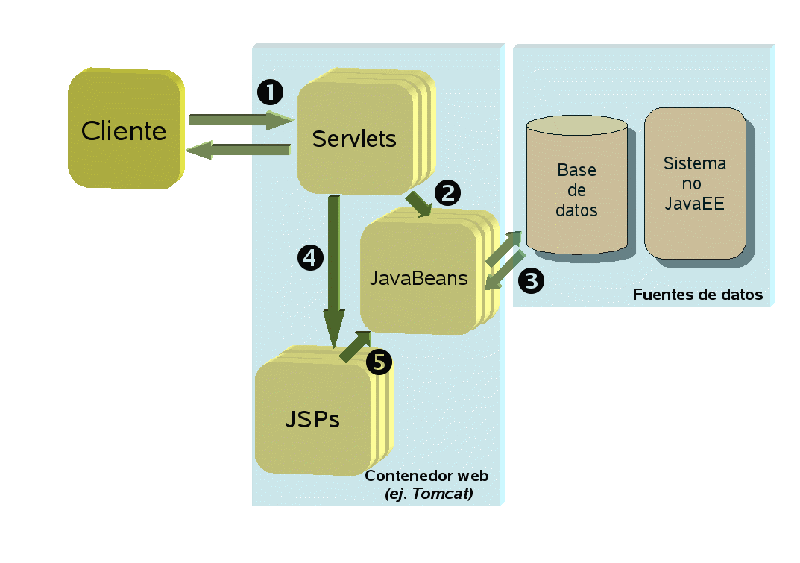 1
Cliente
Servlets
2
Base
de
datos
Sistema
no
JavaEE
4
JavaBeans
3
Fuentes de datos
5
JSPs
Contenedor web
(ej. Tomcat)